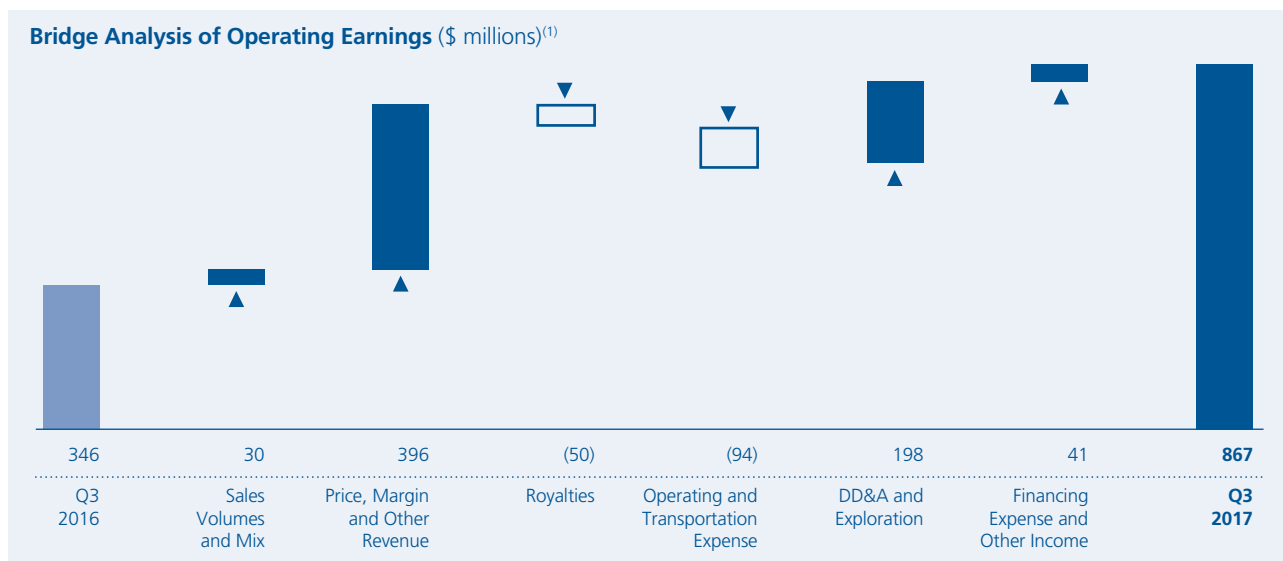 Bridge Analysis of Operating Earnings ($ millions)(1)
346 30 396 (50) (94) 198 41 867
Q3 Sales Price, Margin Royalties Operating and DD&A and Financing Q3
2016 Volumes and Other Transportation Exploration Expense and 2017
and Mix Revenue Expense Other Income